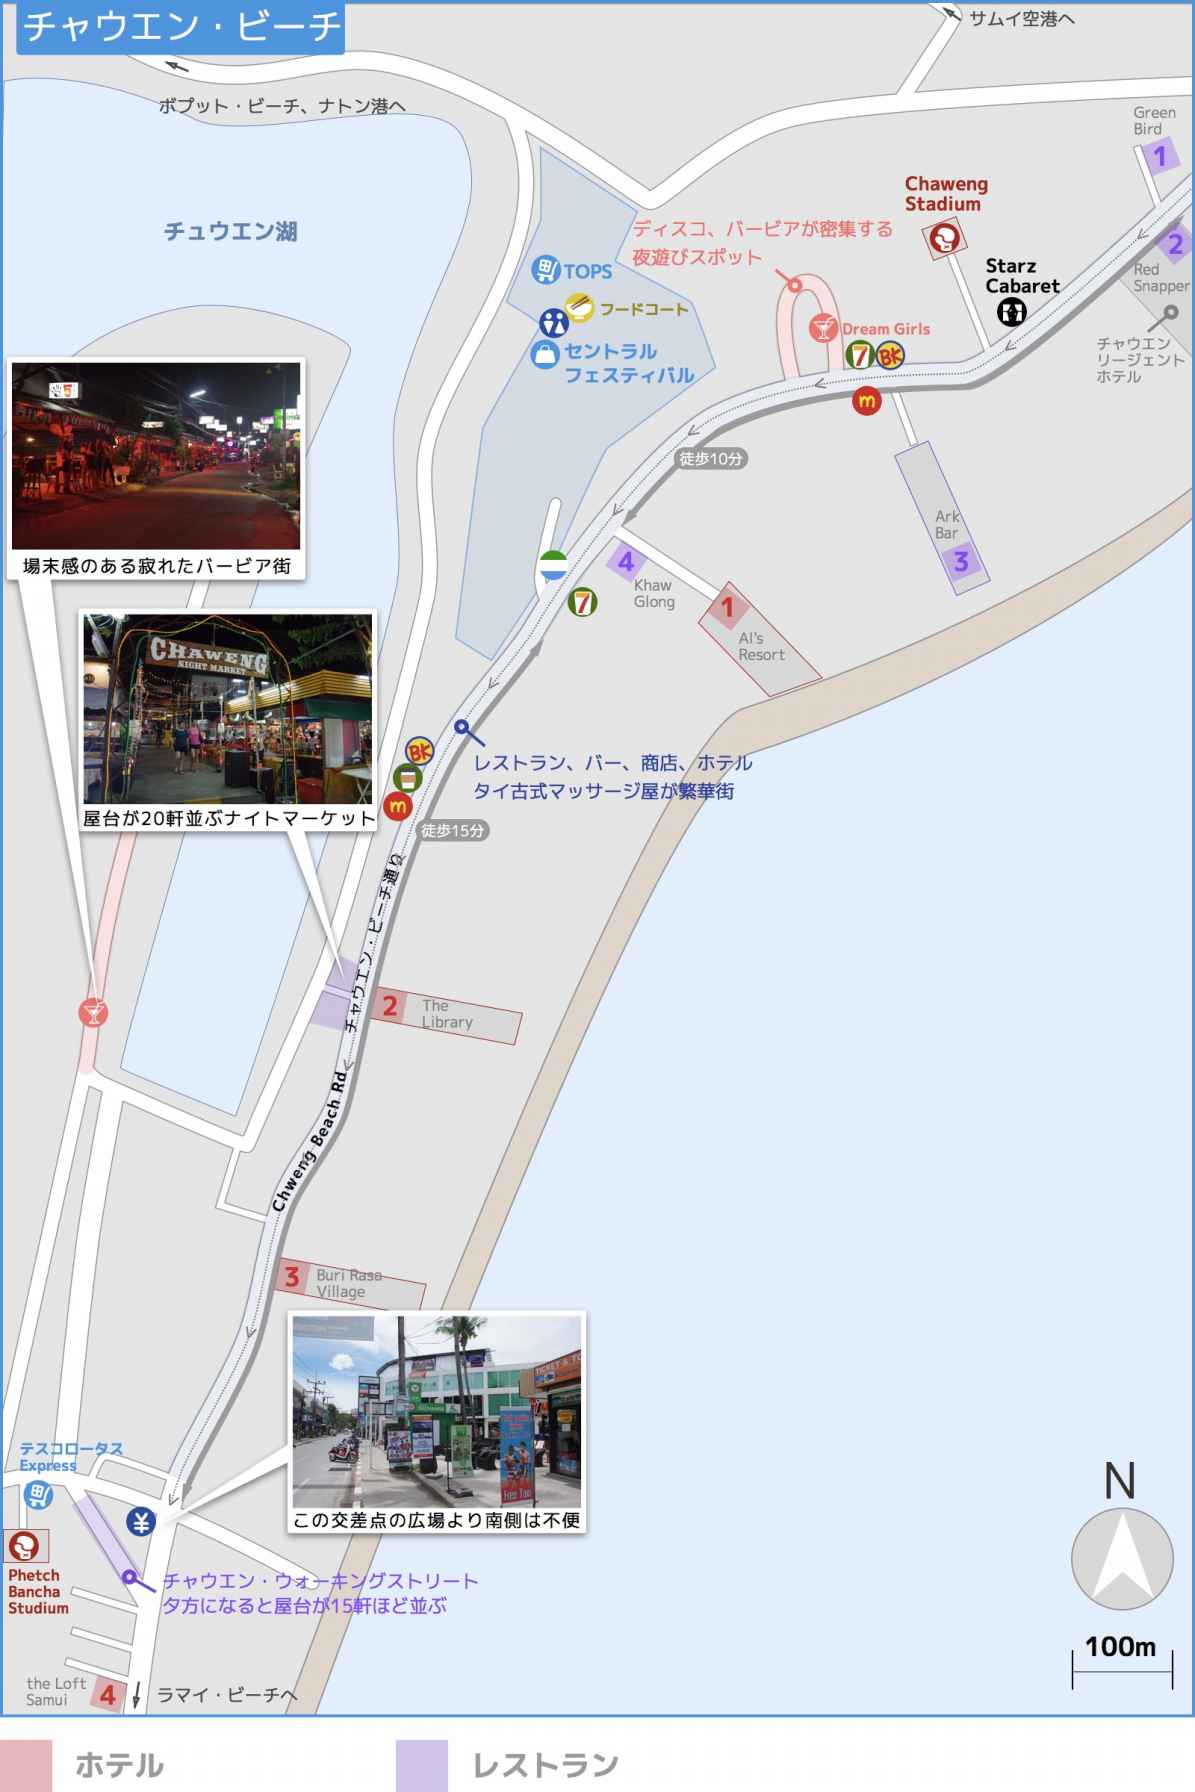 チャウエン・ビーチ
サムイ空港へ
ボプット・ビーチ、ナトン港へ
Green
Bird
1
Chaweng
Stadium
チュウエン湖
ディスコ、バービアが密集する
夜遊びスポット
2
Red
Snapper
Starz
Cabaret
TOPS
フードコート
Dream Girls
7
BK
m
チャウエン
リージェント
ホテル
セントラル
フェスティバル
5
徒歩10分
Ark
Bar
3
場末感のある寂れたバービア街
4
Khaw
Glong
7
1
Al's
Resort
CHAWENG
NIGHT MARKET
屋台が20軒並ぶナイトマーケット
BK
m
レストラン、バー、商店、ホテル
タイ古式マッサージ屋が繁華街
徒歩15分
チャウエン・ビーチ通り
2
The
Library
Chweng Beach Rd
3
Buri Rasa
Village
TICKET & TO
Free Taxi
この交差点の広場より南側は不便
テスコロータス
Express
¥
Phetch
Bancha
Studium
チャウエン・ウォーキングストリート
夕方になると屋台が15軒ほど並ぶ
the Loft
Samui
4
ラマイ・ビーチへ
N
100m
ホテル
レストラン